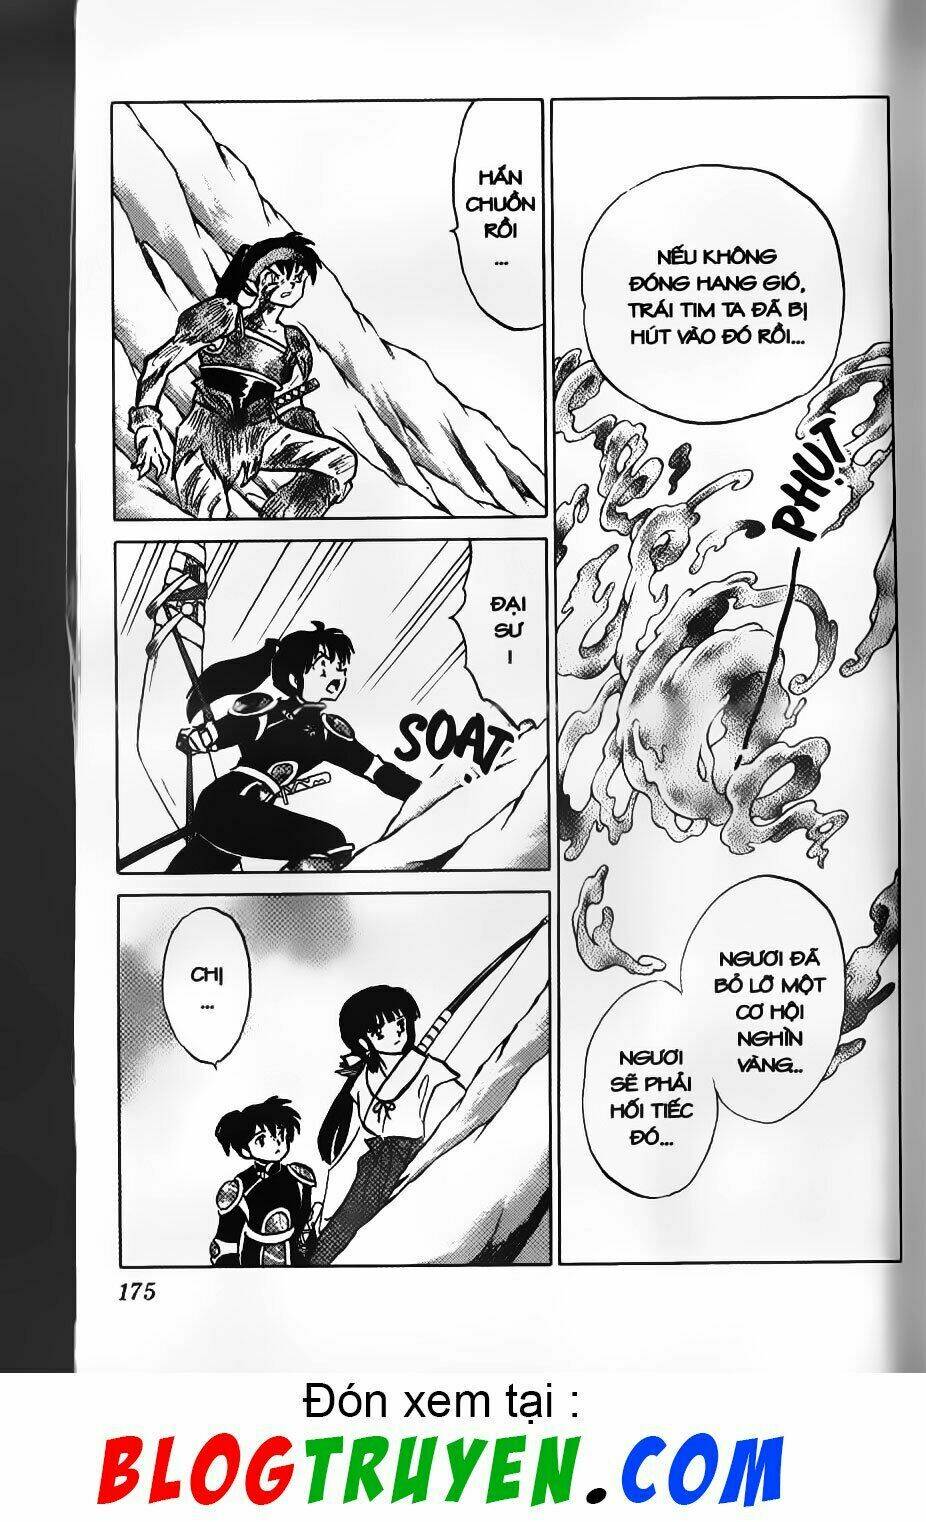 NẾU KHÔNG
ĐÓNG HANG GIÓ,
TRÁI TIM TA ĐÃ BỊ
HÚT VÀO ĐÓ RỒI...
PHỤT
NGƯƠI ĐÃ
BỎ LỠ MỘT
CƠ HỘI
NGHÌN
VÀNG...
NGƯƠI
SẼ PHẢI
HỐI TIẾC
ĐÓ...
HẮN
CHUỒN
RỒI
...
ĐẠI
SƯ
!
SOẠT
CHỊ
...
175
Đón xem tại :
BLOGTRUYEN.COM